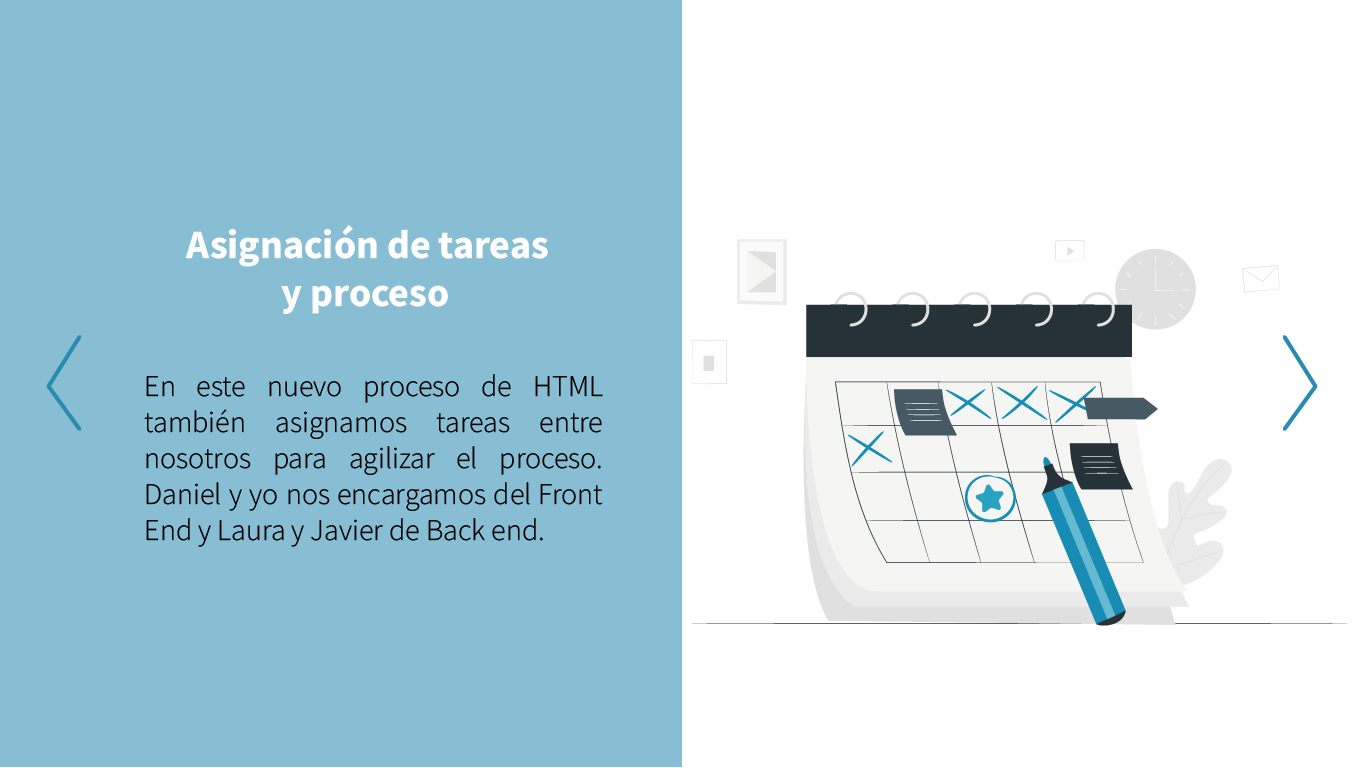 Asignación de tareas
y proceso
En este nuevo proceso de HTML
también asignamos tareas entre
nosotros para agilizar el proceso.
Daniel y yo nos encargamos del Front
End y Laura y Javier de Back end.